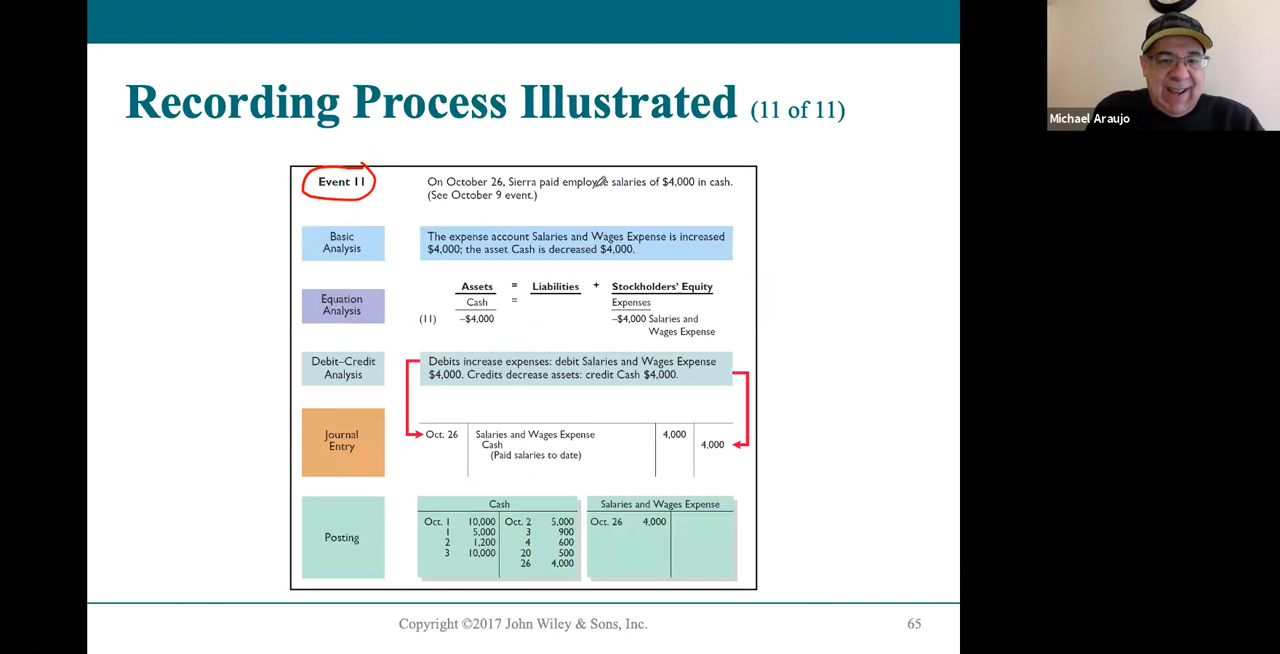 Recording Process Illustrated (11 of 11)
Event 11
On October 26, Sierra paid employee salaries of $4,000 in cash.
(See October 9 event.)
Basic
Analysis
The expense account Salaries and Wages Expense is increased
$4,000; the asset Cash is decreased $4,000.
Equation
Analysis
Assets = Liabilities + Stockholders' Equity
Cash = Expenses
(11) –$4,000 –$4,000 Salaries and
Wages Expense
Debit–Credit
Analysis
Debits increase expenses: debit Salaries and Wages Expense
$4,000. Credits decrease assets: credit Cash $4,000.
Journal
Entry
Oct. 26 Salaries and Wages Expense 4,000
Cash 4,000
(Paid salaries to date)
Posting
Cash
Oct. 1 10,000 Oct. 2 5,000
1 5,000 3 900
2 1,200 4 600
3 10,000 20 500
26 4,000
Salaries and Wages Expense
Oct. 26 4,000
Copyright ©2017 John Wiley & Sons, Inc.
65
Michael Araujo